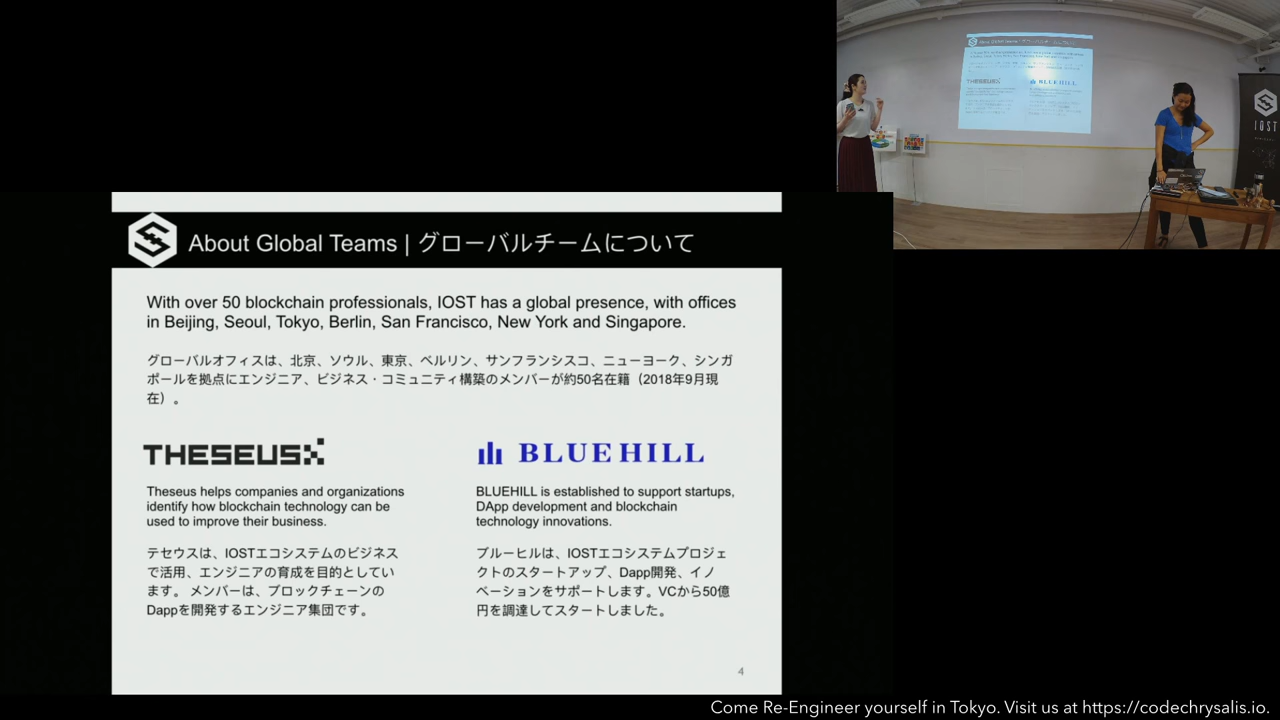 About Global Teams | グローバルチームについて
With over 50 blockchain professionals, IOST has a global presence, with offices
in Beijing, Seoul, Tokyo, Berlin, San Francisco, New York and Singapore.
グローバルオフィスは、北京、ソウル、東京、ベルリン、サンフランシスコ、ニューヨーク、シンガ
ポールを拠点にエンジニア、ビジネス・コミュニティ構築のメンバーが約50名在籍（2018年9月現
在）。
THESEUSX
Theseus helps companies and organizations
identify how blockchain technology can be
used to improve their business.
テセウスは、IOSTエコシステムのビジネス
で活用、エンジニアの育成を目的としてい
ます。 メンバーは、ブロックチェーンの
Dappを開発するエンジニア集団です。
BLUEHILL
BLUEHILL is established to support startups,
DApp development and blockchain
technology innovations.
ブルーヒルは、IOSTエコシステムプロジェ
クトのスタートアップ、Dapp開発、イノ
ベーションをサポートします。VCから50億
円を調達してスタートしました。
4
THESEUSX
BLUEHILL
IOST
Come Re-Engineer yourself in Tokyo. Visit us at https://codechrysalis.io.